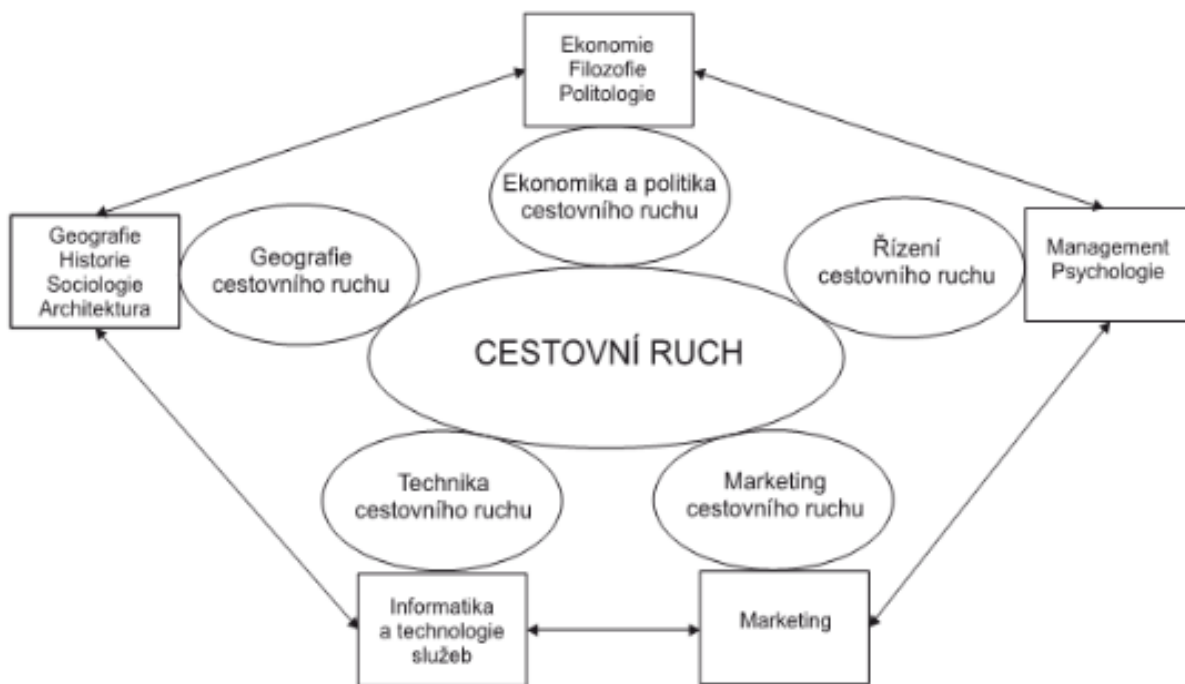 Ekonomie
Filozofie
Politologie
Ekonomika a politika
cestovního ruchu
Geografie
Historie
Sociologie
Architektura
Geografie
cestovního ruchu
Řízení
cestovního ruchu
Management
Psychologie
CESTOVNÍ RUCH
Technika
cestovního ruchu
Marketing
cestovního ruchu
Informatika
a technologie
služeb
Marketing